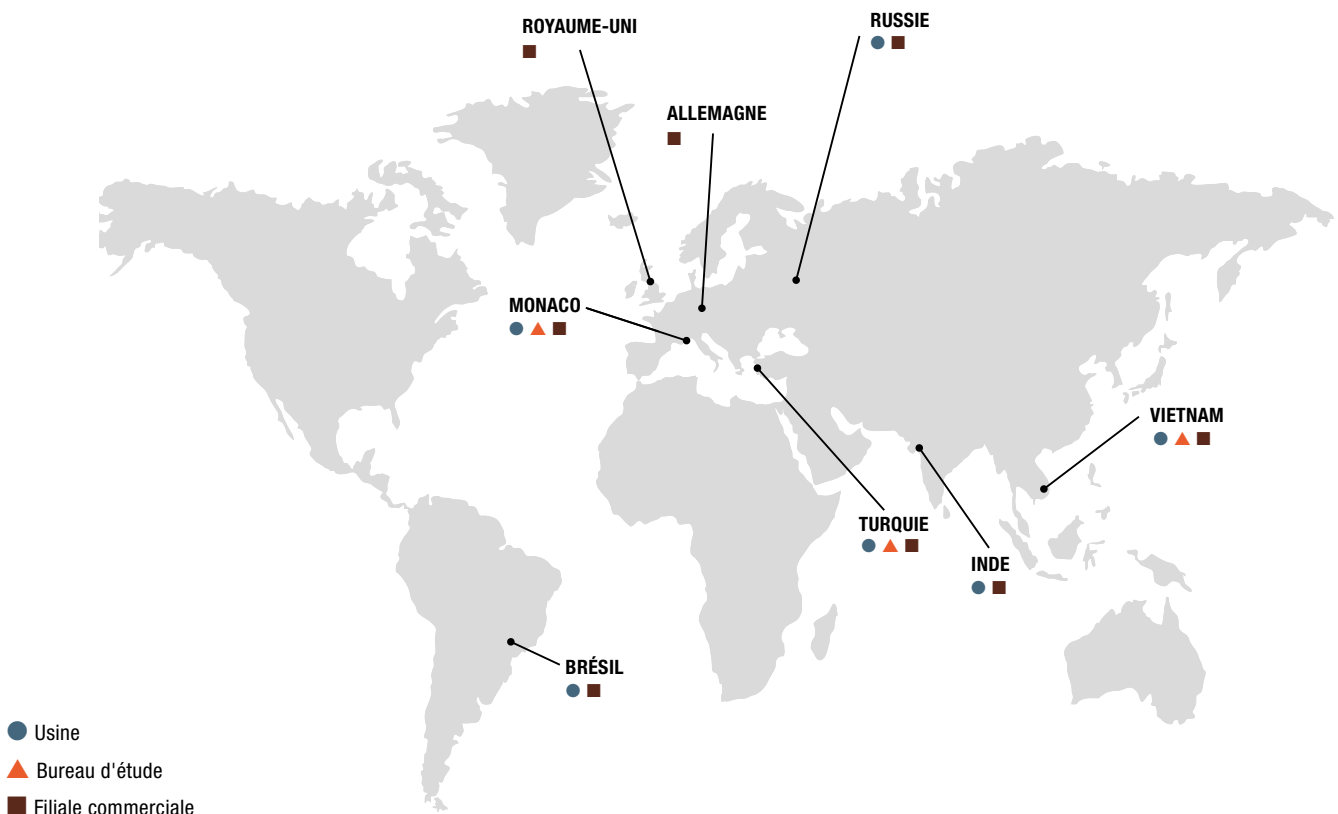 ROYAUME-UNI
RUSSIE
ALLEMAGNE
MONACO
VIETNAM
TURQUIE
INDE
BRÉSIL
Usine
Bureau d'étude
Filiale commerciale